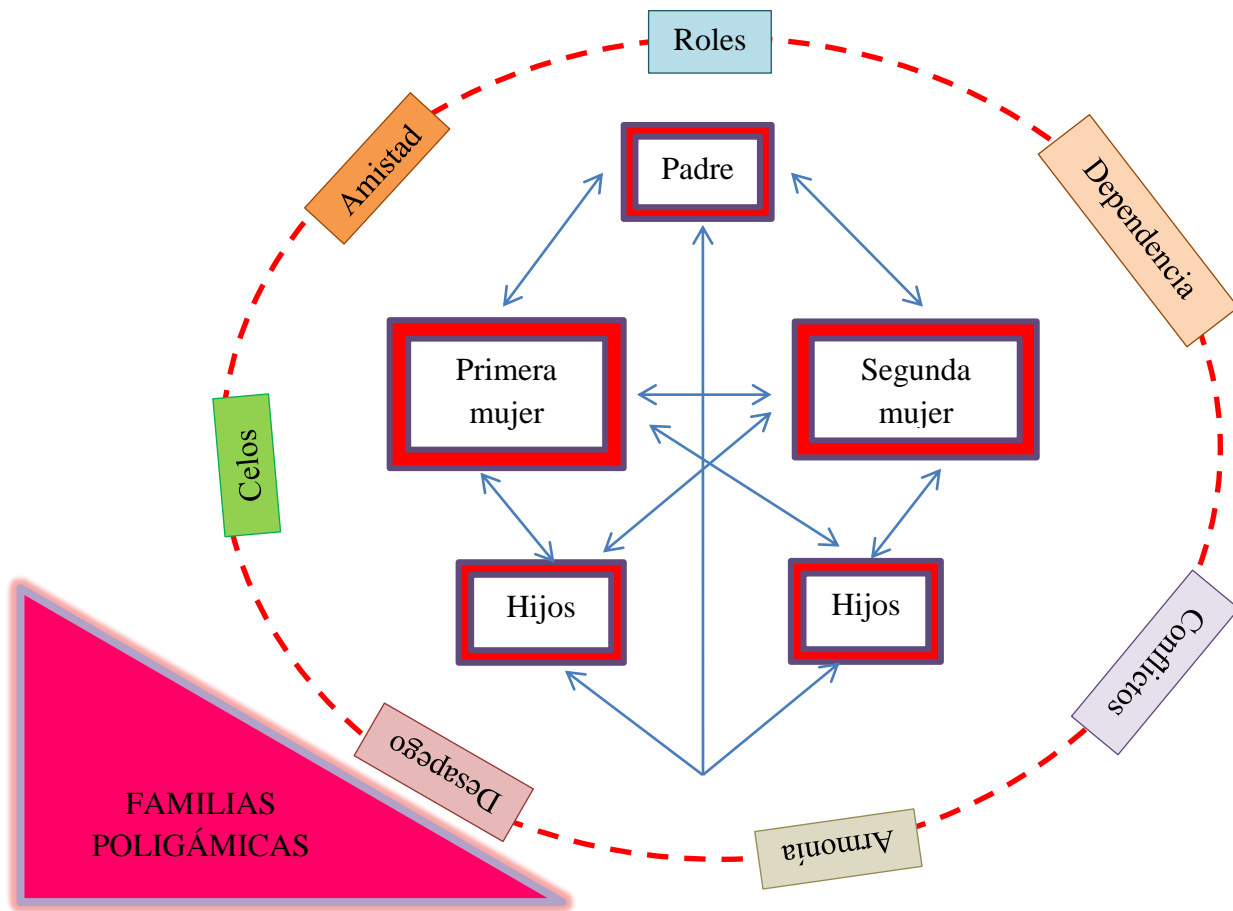 Roles
Amistad
Dependencia
Padre
Primera
mujer
Segunda
mujer
Celos
Hijos
Hijos
Conflictos
Desapego
Armonía
FAMILIAS
POLIGÁMICAS